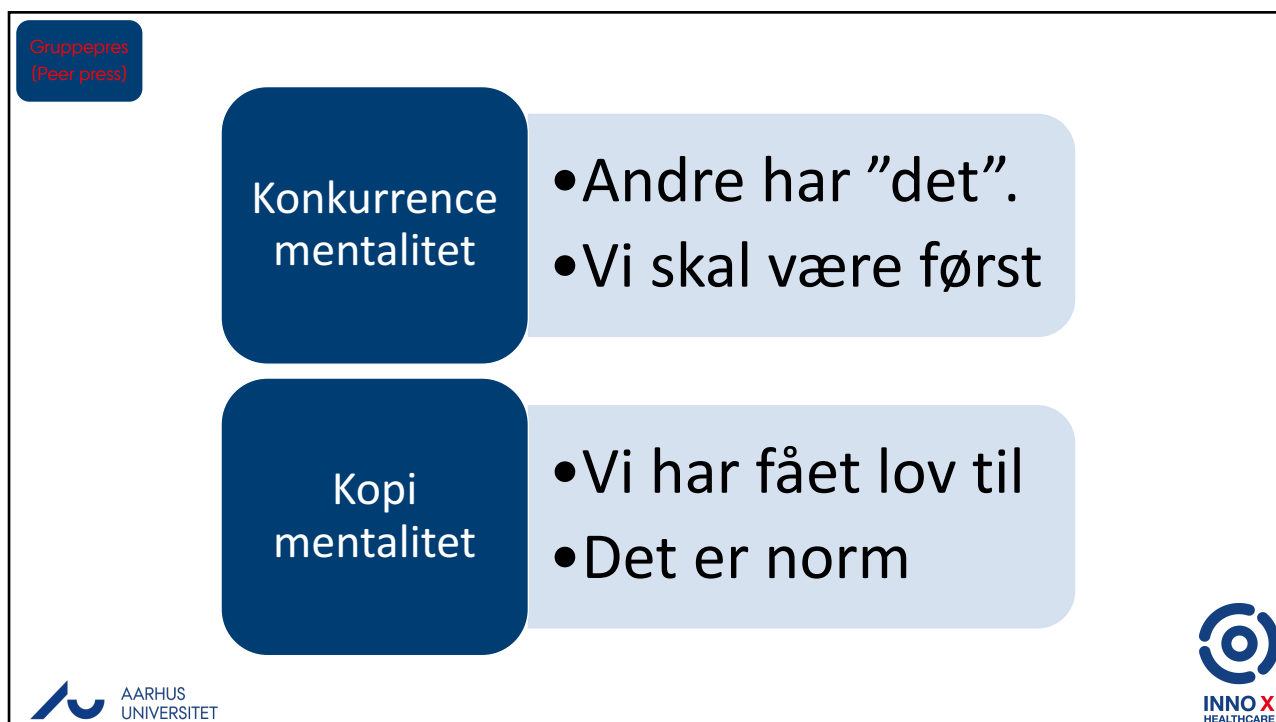 Gruppepres
(Peer press)
Konkurrence
mentalitet
•Andre har ”det”.
•Vi skal være først
Kopi
mentalitet
•Vi har fået lov til
•Det er norm
AARHUS
UNIVERSITET
INNO X
HEALTHCARE